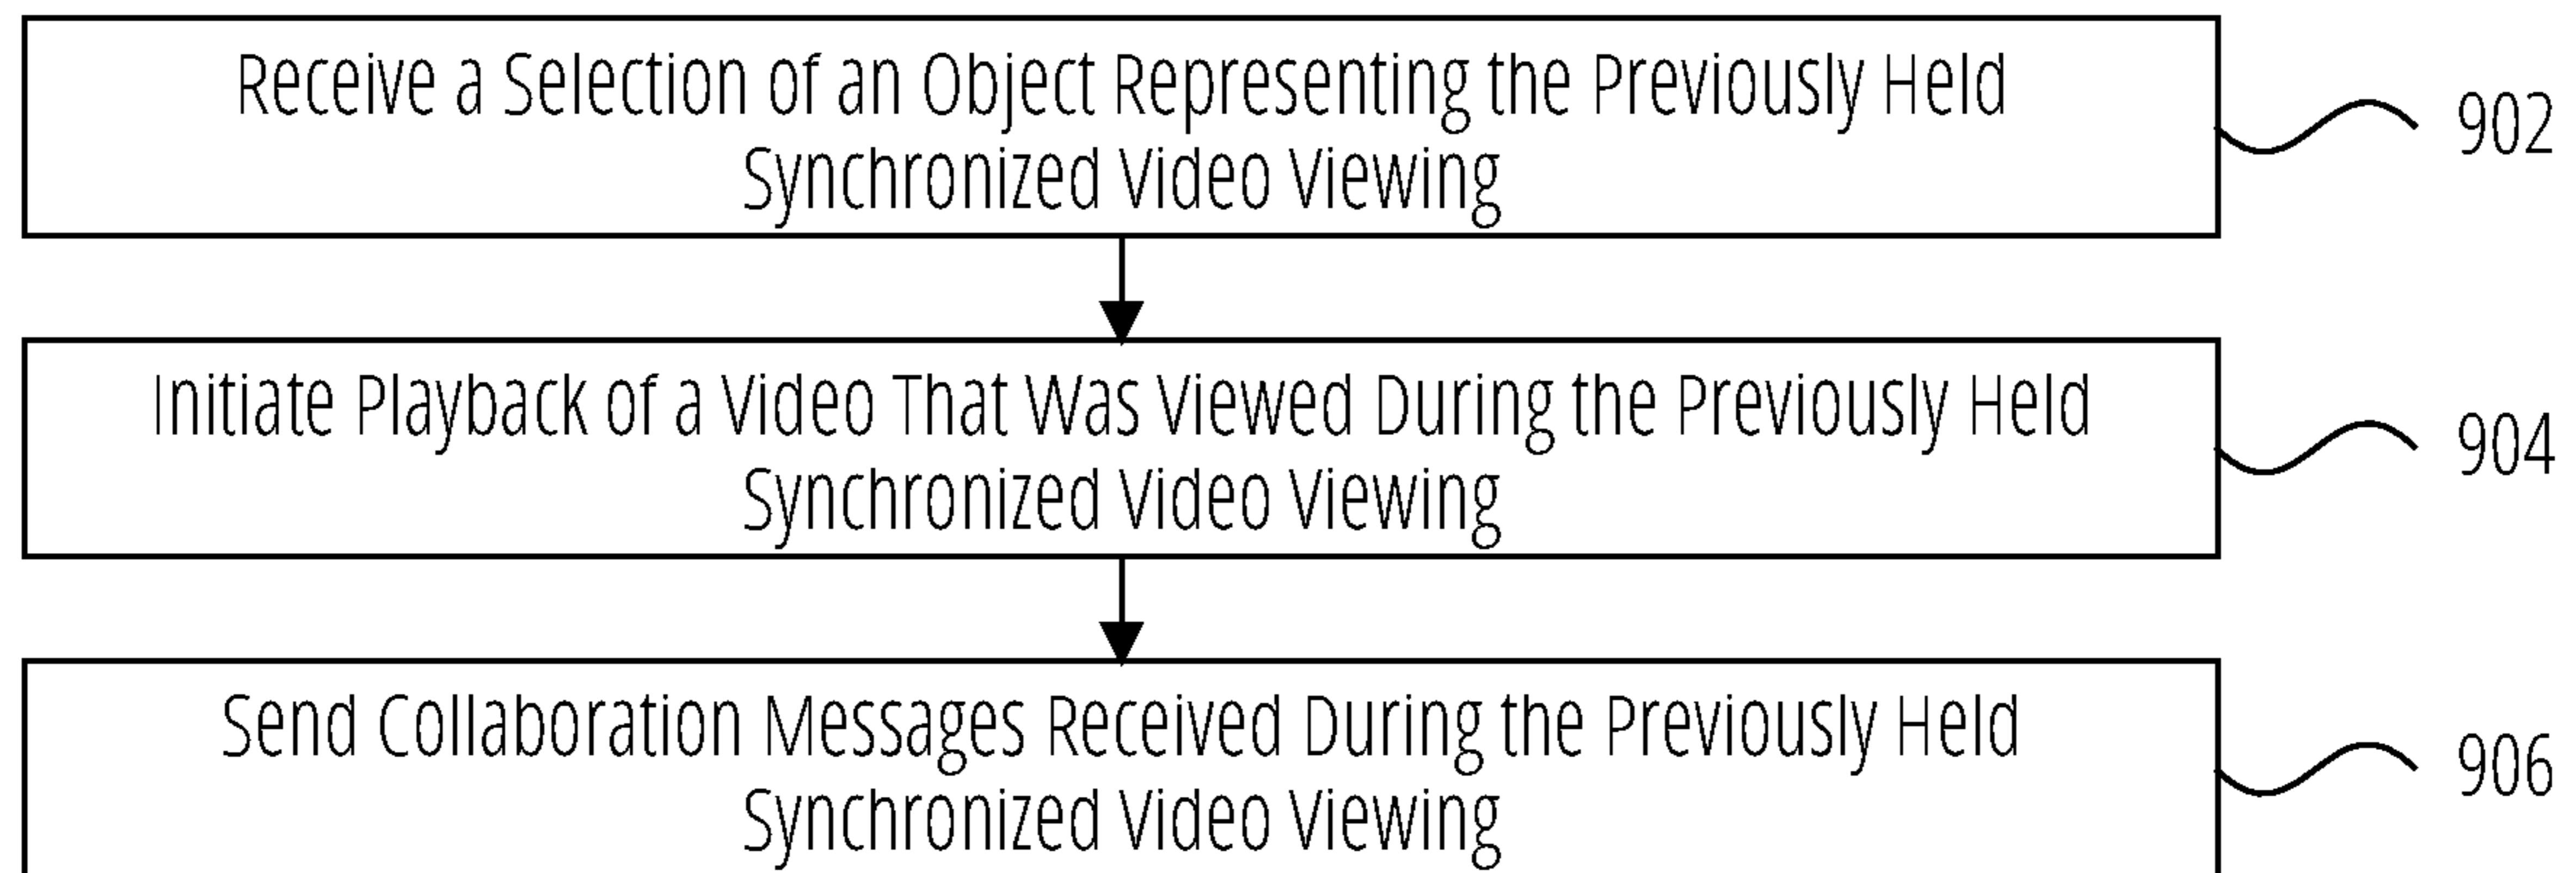 Receive a Selection of an Object Representing the Previously Held
Synchronized Video Viewing
902
Initiate Playback of a Video That Was Viewed During the Previously Held
Synchronized Video Viewing
904
Send Collaboration Messages Received During the Previously Held
Synchronized Video Viewing
906